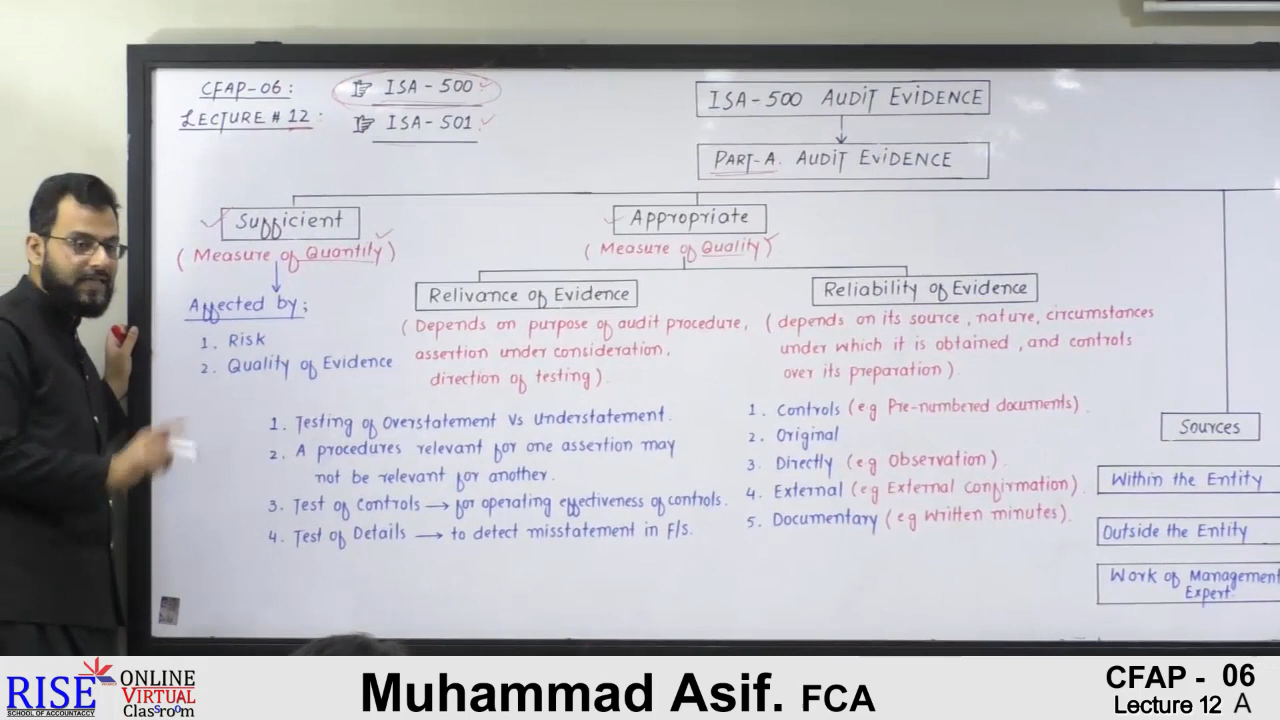 CFAP-06:
LECTURE # 12:
☞ ISA - 500
☞ ISA - 501
ISA-500 AUDIT EVIDENCE
PART-A. AUDIT EVIDENCE
Sufficient
(Measure of Quantity)
Affected by:
1. Risk
2. Quality of Evidence
Appropriate
(Measure of Quality)
Relivance of Evidence
(Depends on purpose of audit procedure,
assertion under consideration,
direction of testing).
1. Testing of Overstatement Vs Understatement.
2. A procedures relevant for one assertion may
not be relevant for another.
3. Test of Controls → for operating effectiveness of controls.
4. Test of Details → to detect misstatement in F/s.
Reliability of Evidence
(depends on its source, nature, circumstances
under which it is obtained, and controls
over its preparation).
1. Controls (eg Pre-numbered documents).
2. Original
3. Directly (eg Observation).
4. External (eg External confirmation).
5. Documentary (eg written minutes).
Sources
Within the Entity
Outside the Entity
Work of Management
Expert.
RISE
SCHOOL OF ACCOUNTACCY
ONLINE
VIRTUAL
Classroom
Muhammad Asif. FCA
CFAP - 06
Lecture 12 A